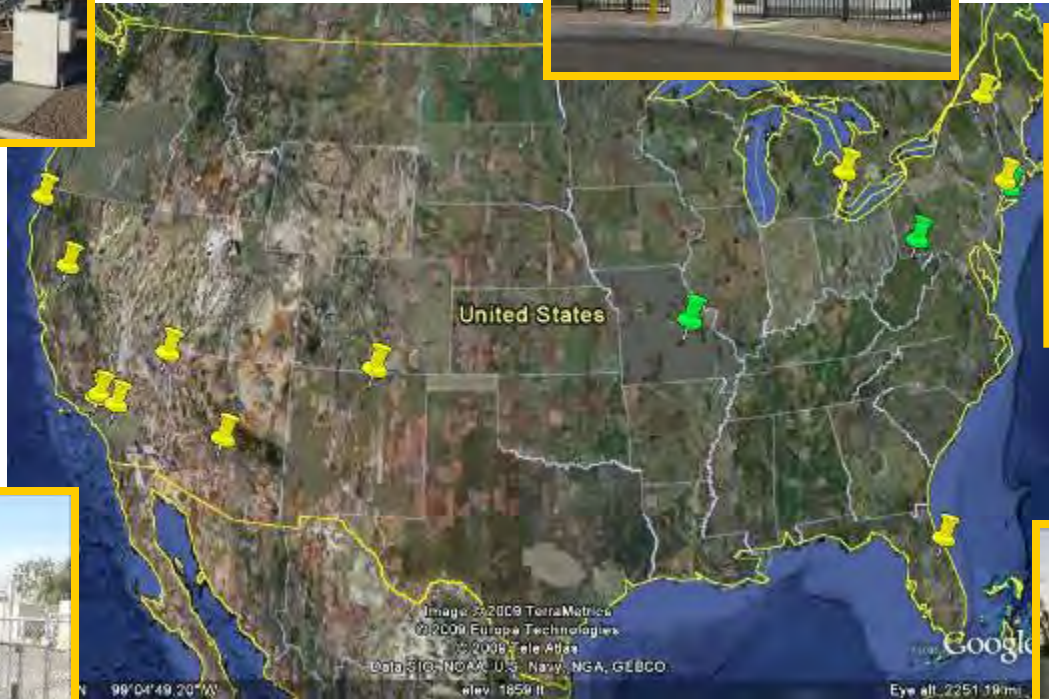 United States
Image © 2009 TerraMetrics
© 2009 Europa Technologies
© 2009 Tele Atlas
Data SIO, NOAA, U.S. Navy, NGA, GEBCO
Google
N 99°04'49.20" W
elev 1859 ft
Eye alt 2251.19 mi